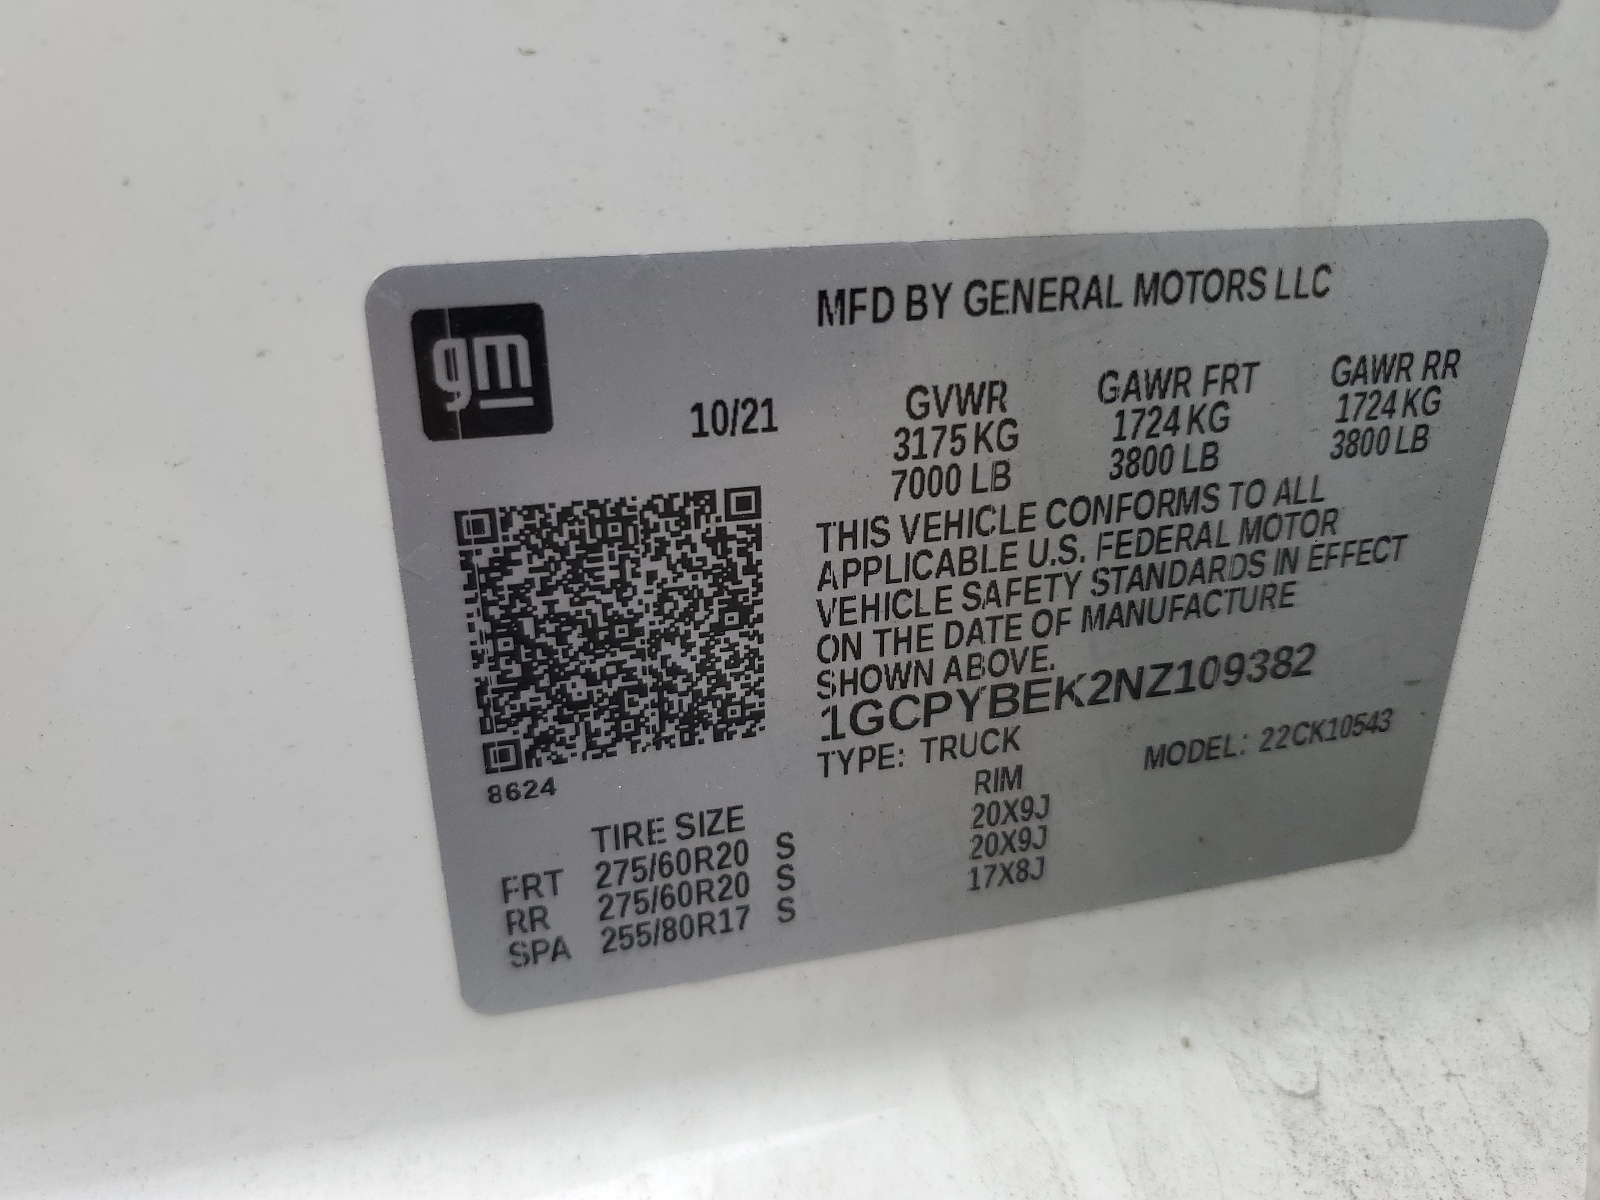 gm
MFD BY GENERAL MOTORS LLC
10/21
GVWR GAWR FRT GAWR RR
3175 KG 1724 KG 1724 KG
7000 LB 3800 LB 3800 LB
THIS VEHICLE CONFORMS TO ALL
APPLICABLE U.S. FEDERAL MOTOR
VEHICLE SAFETY STANDARDS IN EFFECT
ON THE DATE OF MANUFACTURE
SHOWN ABOVE.
1GCPYBEK2NZ109382
TYPE: TRUCK MODEL: 22CK10543
8624
TIRE SIZE RIM
FRT 275/60R20 S 20X9J
RR 275/60R20 S 20X9J
SPA 255/80R17 S 17X8J